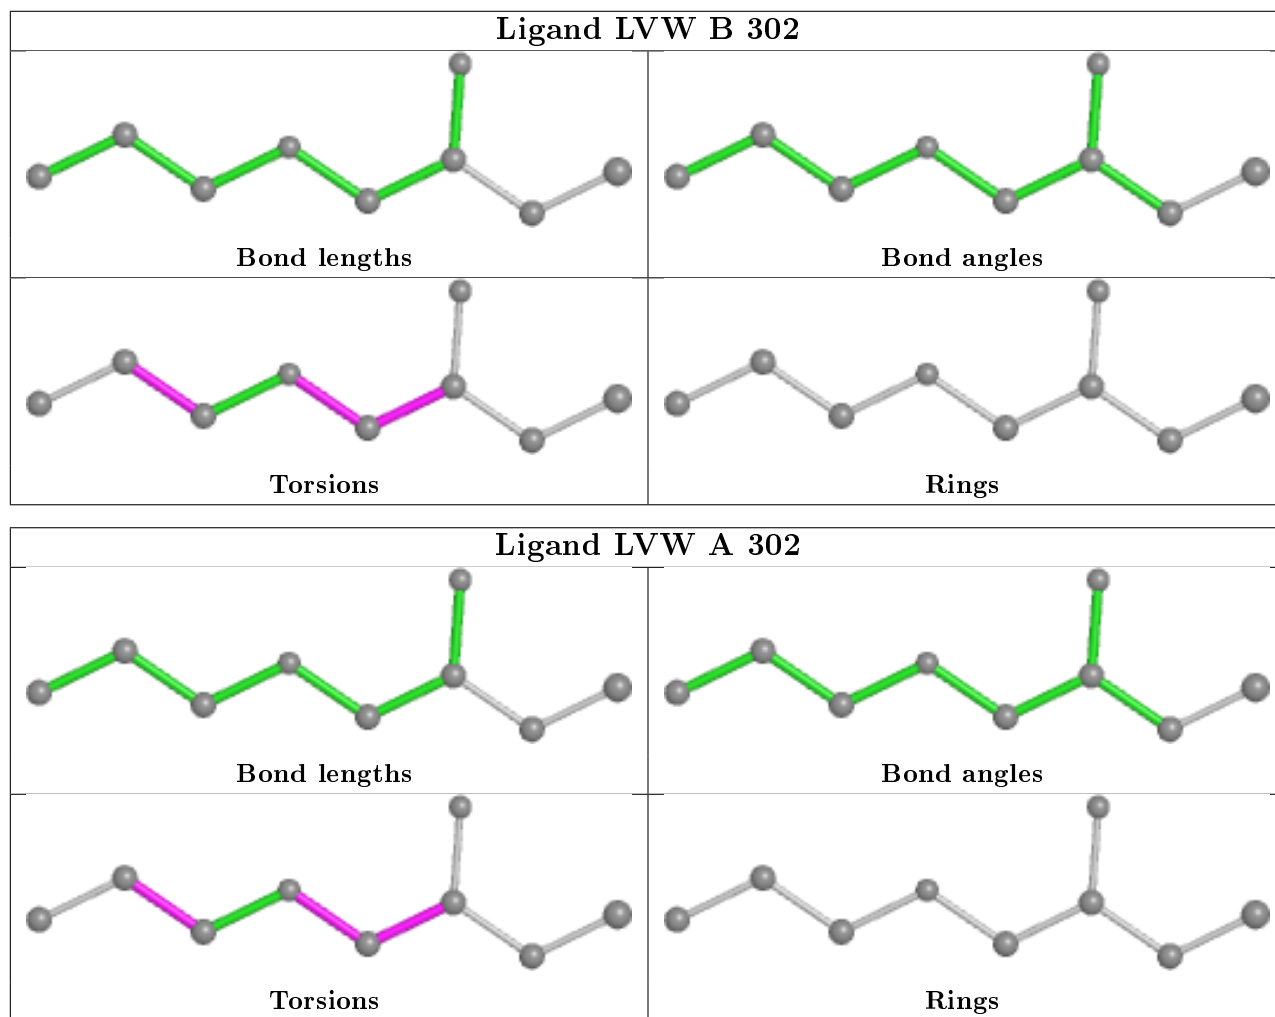 Ligand LVW B 302
Bond lengths
Bond angles
Torsions
Rings
Ligand LVW A 302
Bond lengths
Bond angles
Torsions
Rings